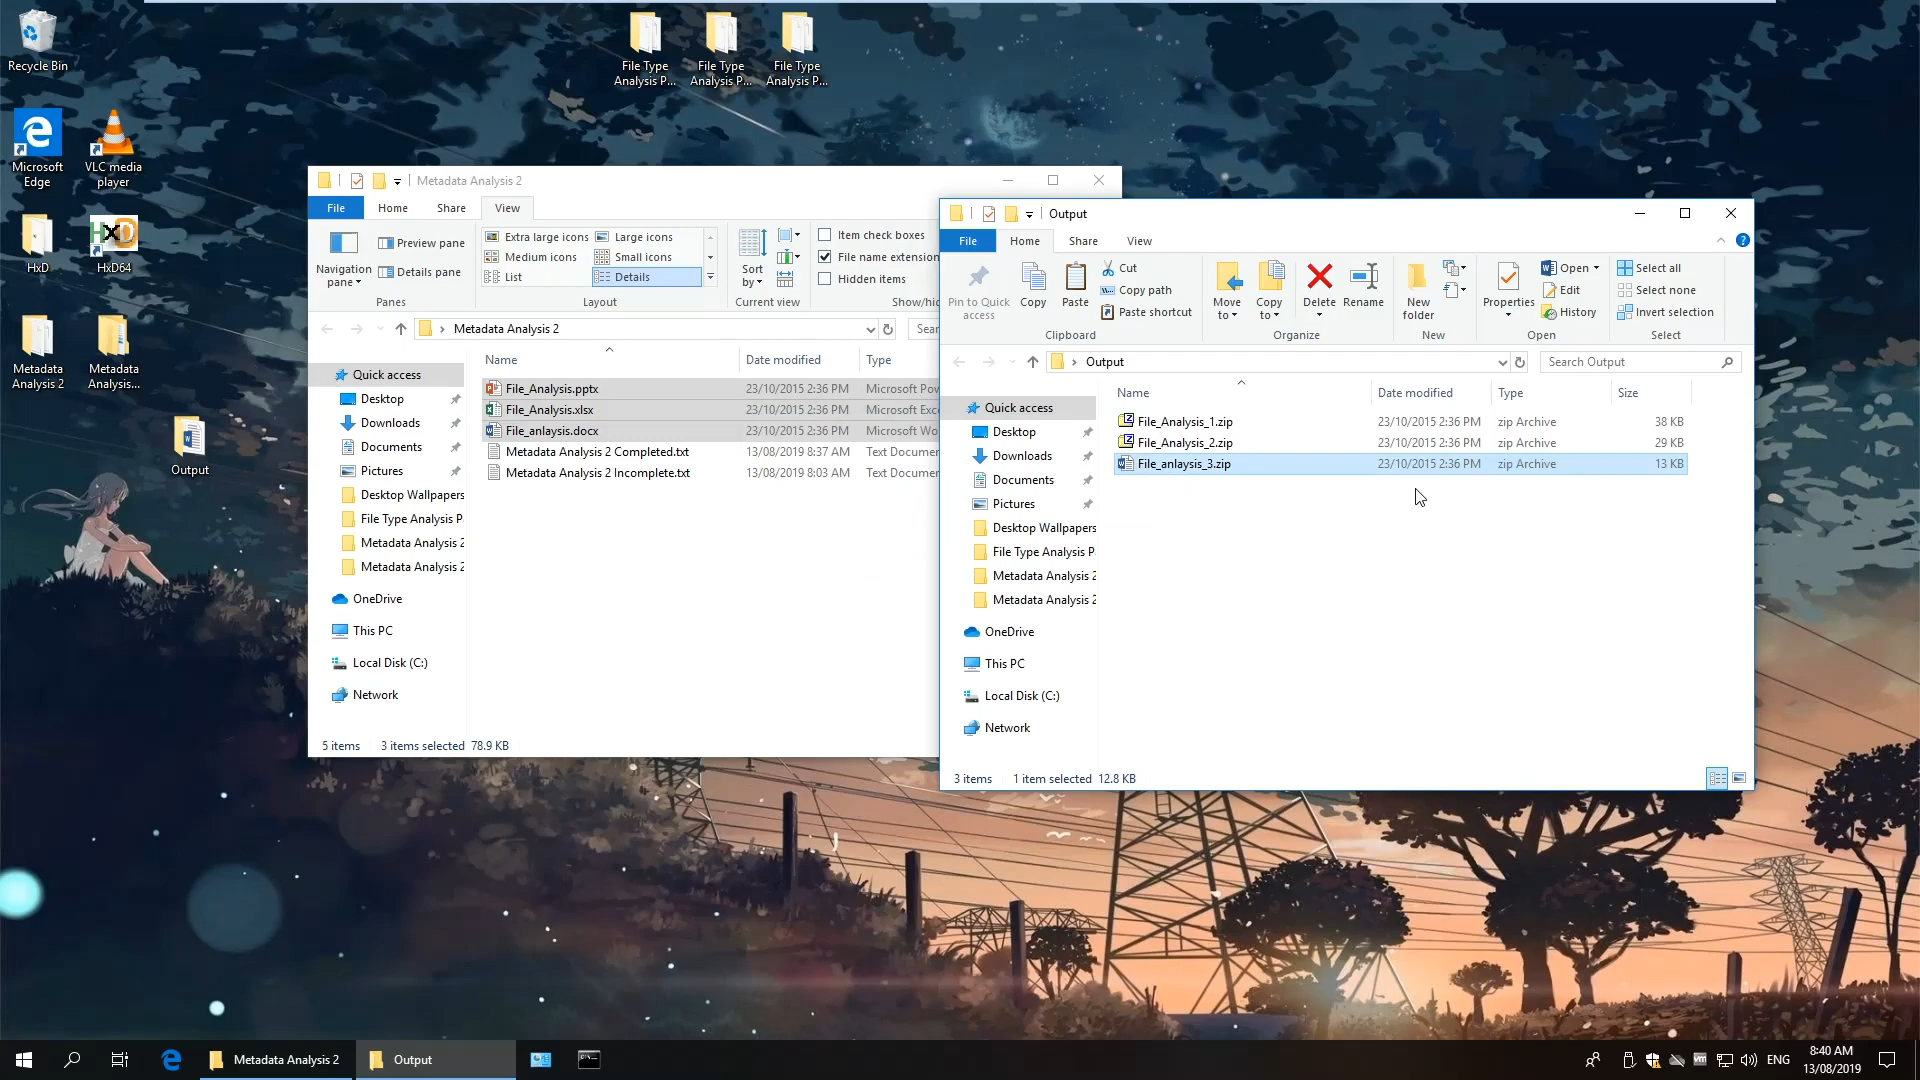 Recycle Bin
File Type
Analysis P...
File Type
Analysis P...
File Type
Analysis P...
Microsoft
Edge
VLC media
player
HxD
HxD64
Metadata
Analysis 2
Metadata
Analysis...
Output
Metadata Analysis 2
File
Home
Share
View
Navigation
pane
Preview pane
Details pane
Panes
Extra large icons
Large icons
Medium icons
Small icons
List
Details
Layout
Sort
by
Current view
Item check boxes
File name extension
Hidden items
Show/hid
Metadata Analysis 2
Sear
Name
Date modified
Type
Quick access
Desktop
Downloads
Documents
Pictures
Desktop Wallpapers
File Type Analysis P
Metadata Analysis 2
Metadata Analysis 2
OneDrive
This PC
Local Disk (C:)
Network
File_Analysis.pptx 23/10/2015 2:36 PM Microsoft Pow
File_Analysis.xlsx 23/10/2015 2:36 PM Microsoft Exce
File_anlaysis.docx 23/10/2015 2:36 PM Microsoft Wo
Metadata Analysis 2 Completed.txt 13/08/2019 8:37 AM Text Documen
Metadata Analysis 2 Incomplete.txt 13/08/2019 8:03 AM Text Documen
5 items 3 items selected 78.9 KB
Output
File
Home
Share
View
Pin to Quick
access
Copy
Paste
Cut
Copy path
Paste shortcut
Clipboard
Move
to
Copy
to
Delete
Rename
Organize
New
folder
New
Properties
Open
Edit
History
Open
Select all
Select none
Invert selection
Select
Output
Search Output
Name
Date modified
Type
Size
Quick access
Desktop
Downloads
Documents
Pictures
Desktop Wallpapers
File Type Analysis P
Metadata Analysis 2
Metadata Analysis 2
OneDrive
This PC
Local Disk (C:)
Network
File_Analysis_1.zip 23/10/2015 2:36 PM zip Archive 38 KB
File_Analysis_2.zip 23/10/2015 2:36 PM zip Archive 29 KB
File_anlaysis_3.zip 23/10/2015 2:36 PM zip Archive 13 KB
3 items 1 item selected 12.8 KB
Metadata Analysis 2
Output
ENG
8:40 AM
13/08/2019